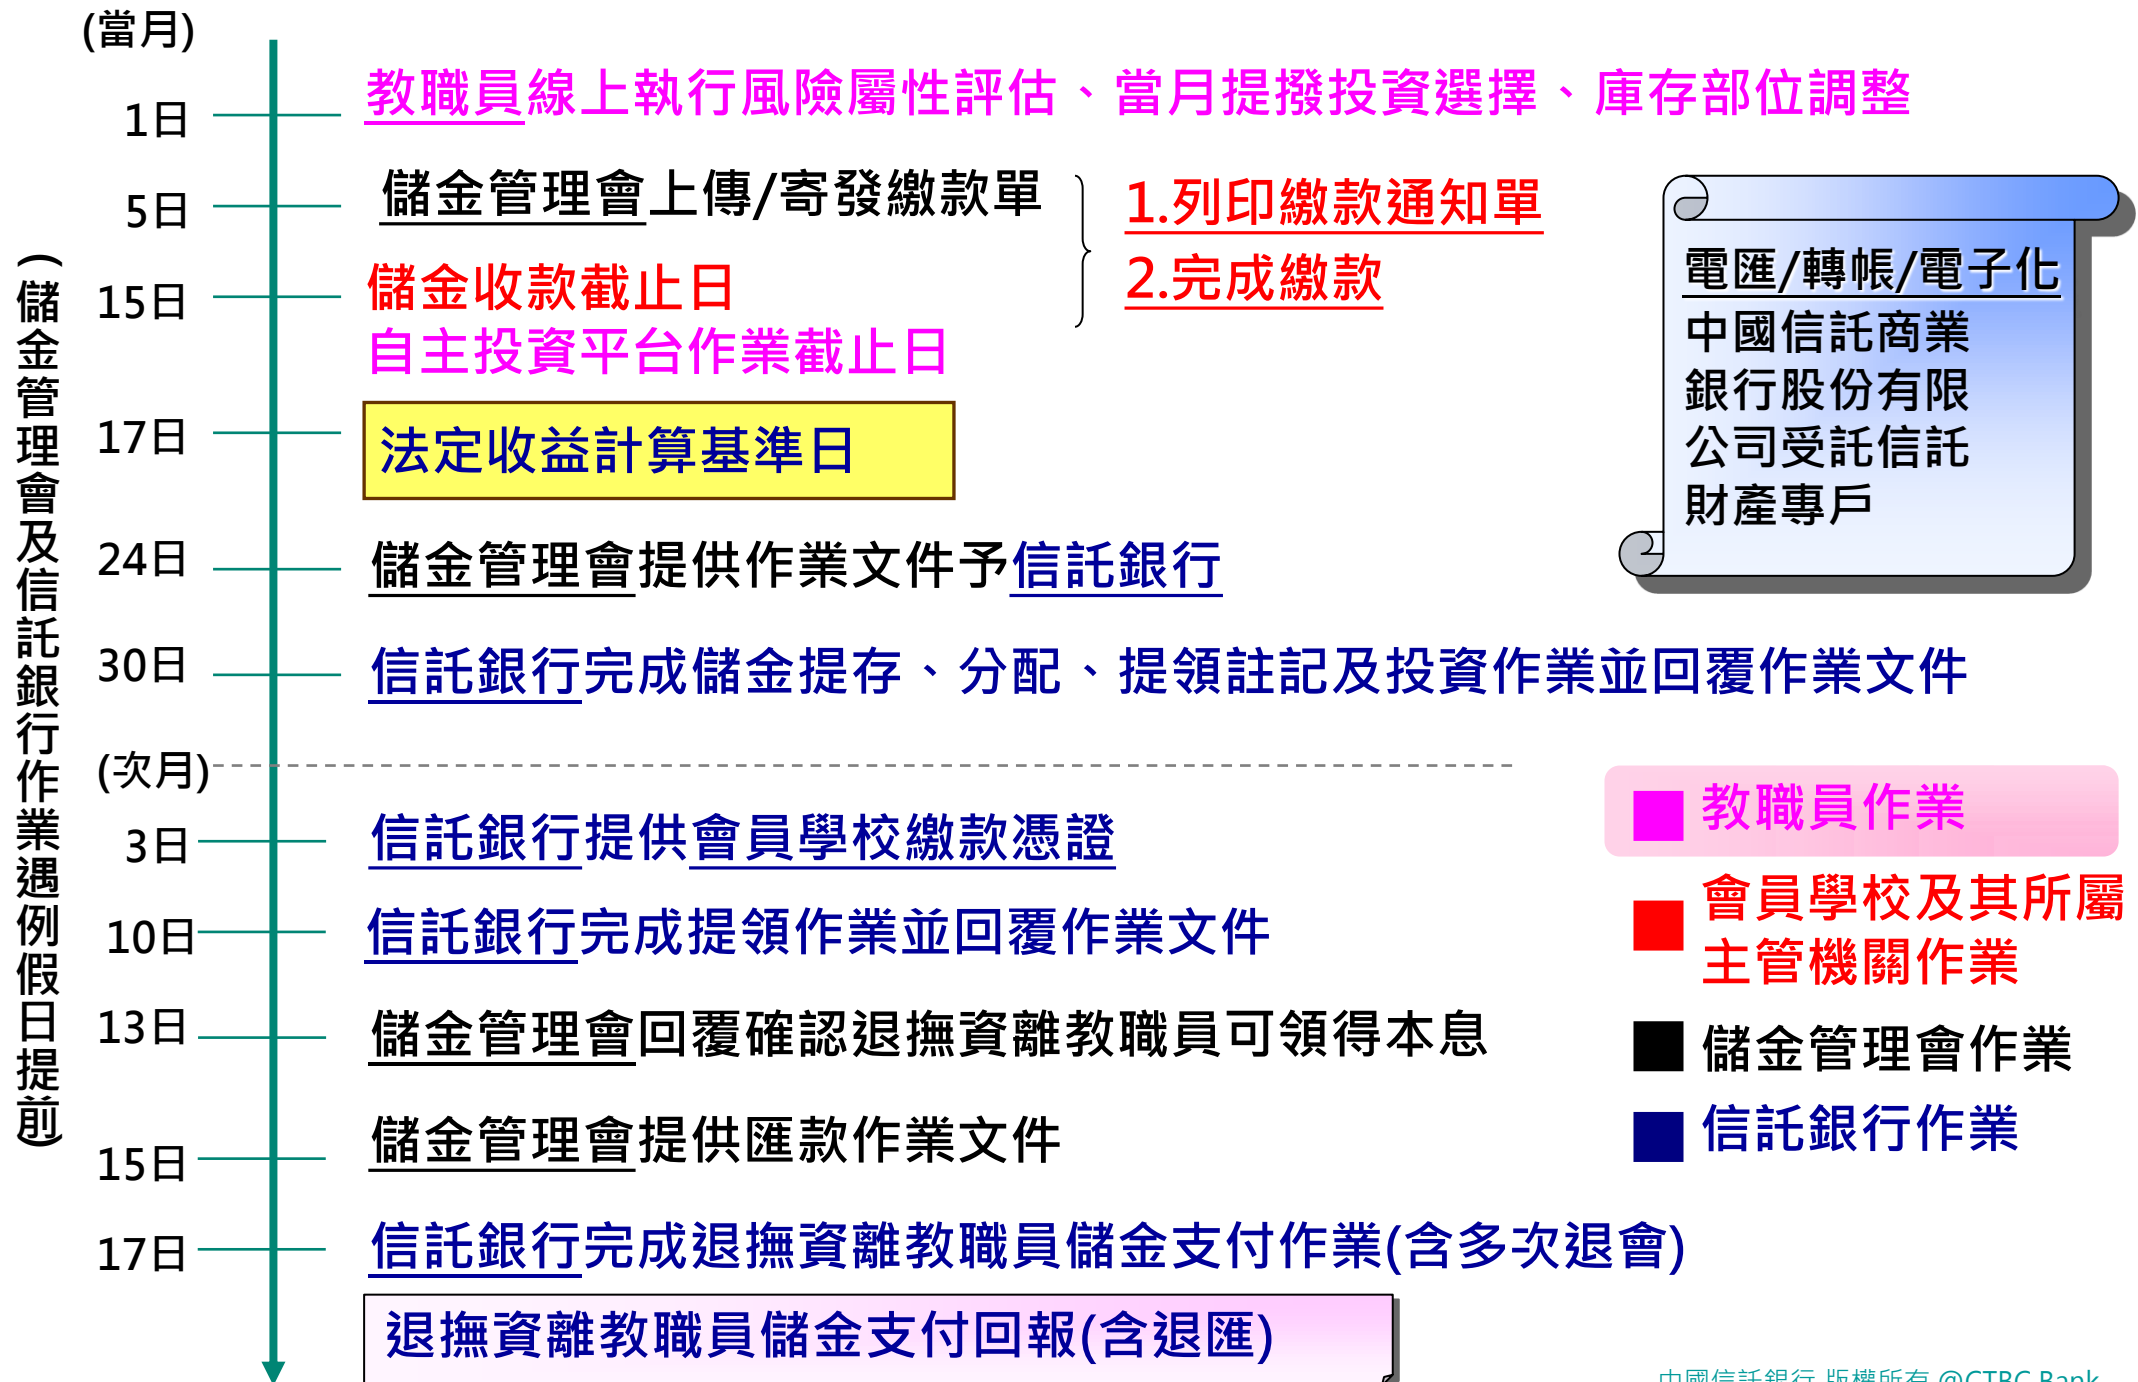 (當月)
1日
教職員線上執行風險屬性評估、當月提撥投資選擇、庫存部位調整
5日
儲金管理會上傳/寄發繳款單
1.列印繳款通知單
2.完成繳款
15日
儲金收款截止日
自主投資平台作業截止日
17日
法定收益計算基準日
24日
儲金管理會提供作業文件予信託銀行
30日
信託銀行完成儲金提存、分配、提領註記及投資作業並回覆作業文件
電匯/轉帳/電子化
中國信託商業
銀行股份有限
公司受託信託
財產專戶
(儲金管理會及信託銀行作業遇例假日提前)
(次月)
3日
信託銀行提供會員學校繳款憑證
10日
信託銀行完成提領作業並回覆作業文件
13日
儲金管理會回覆確認退撫資離教職員可領得本息
15日
儲金管理會提供匯款作業文件
17日
信託銀行完成退撫資離教職員儲金支付作業(含多次退會)
退撫資離教職員儲金支付回報(含退匯)
教職員作業
會員學校及其所屬
主管機關作業
儲金管理會作業
信託銀行作業
中國信託銀行 版權所有 @CTBC Bank